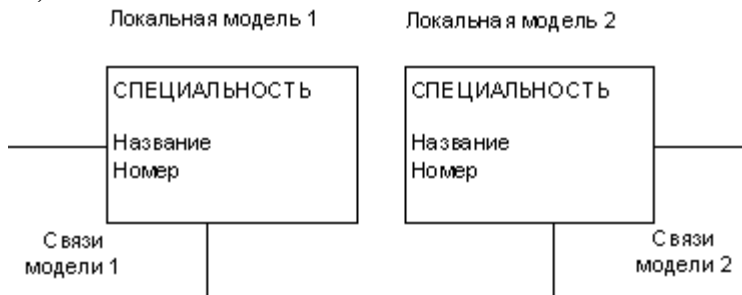 Локальная модель 1
Локальная модель 2
СПЕЦИАЛЬНОСТЬ
Название
Номер
СПЕЦИАЛЬНОСТЬ
Название
Номер
Связи
модели 1
Связи
модели 2